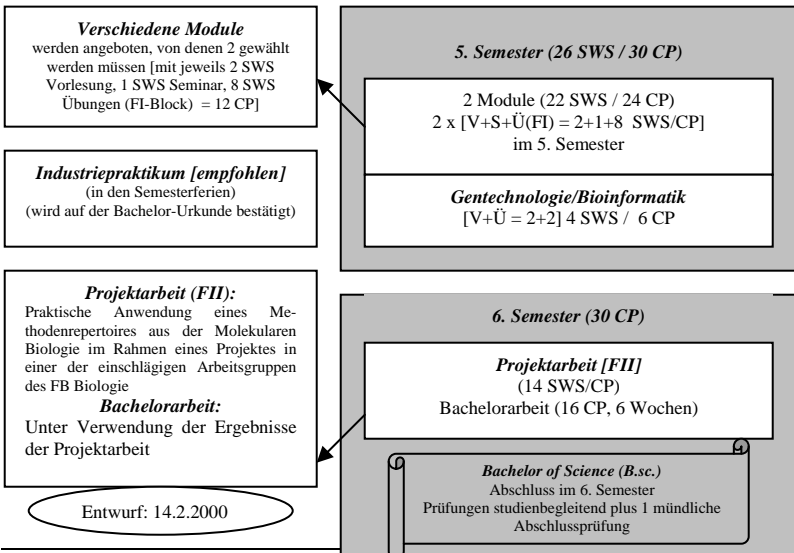 Verschiedene Module
werden angeboten, von denen 2 gewählt
werden müssen [mit jeweils 2 SWS
Vorlesung, 1 SWS Seminar, 8 SWS
Übungen (FI-Block)  = 12 CP]
Industriepraktikum [empfohlen]
(in den Semesterferien)
(wird auf der Bachelor-Urkunde bestätigt)
Projektarbeit (FII):
Praktische Anwendung eines Me-
thodenrepertoires aus der Molekularen
Biologie im Rahmen eines Projektes in
einer der einschlägigen Arbeitsgruppen
des FB Biologie
Bachelorarbeit:
Unter Verwendung der Ergebnisse
der Projektarbeit
Entwurf: 14.2.2000
5. Semester (26 SWS / 30 CP)
2 Module (22 SWS / 24 CP)
2 x [V+S+Ü(FI) = 2+1+8  SWS/CP]
im 5. Semester
Gentechnologie/Bioinformatik
[V+Ü = 2+2] 4 SWS /  6 CP
6. Semester (30 CP)
Projektarbeit [FII]
(14 SWS/CP)
Bachelorarbeit (16 CP, 6 Wochen)
Bachelor of Science (B.sc.)
Abschluss im 6. Semester
Prüfungen studienbegleitend plus 1 mündliche
Abschlussprüfung